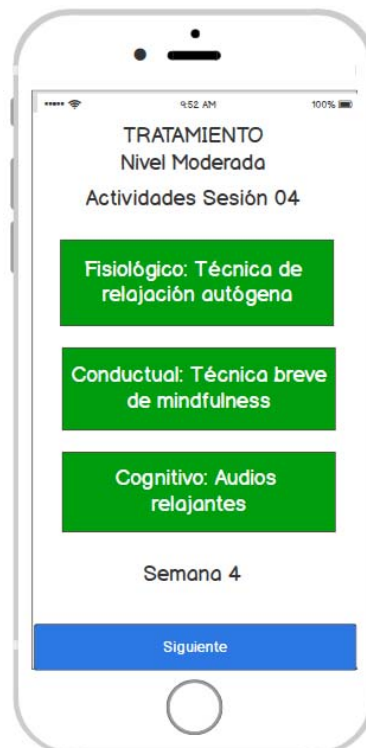 9:52 AM
100%
TRATAMIENTO
Nivel Moderada
Actividades Sesión 04
Fisiológico: Técnica de
relajación autógena
Conductual: Técnica breve
de mindfulness
Cognitivo: Audios
relajantes
Semana 4
Siguiente